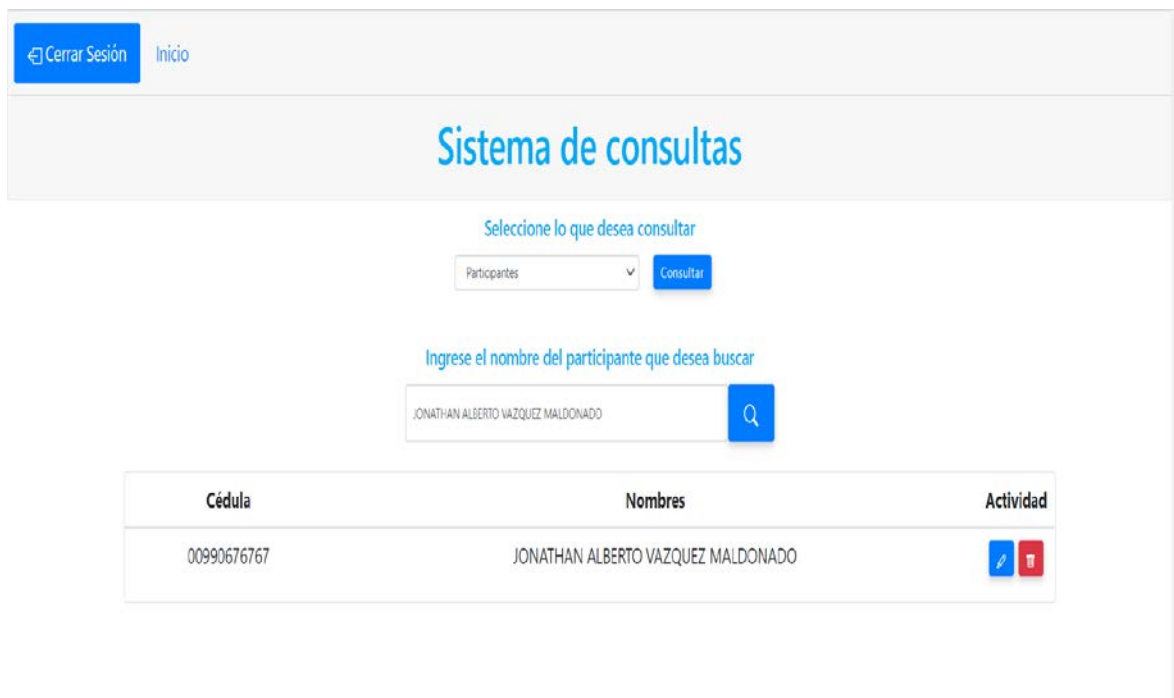 Cerrar Sesión Inicio
Sistema de consultas
Seleccione lo que desea consultar
Participantes Consultar
Ingrese el nombre del participante que desea buscar
JONATHAN ALBERTO VAZQUEZ MALDONADO
Cédula Nombres Actividad
00990676767 JONATHAN ALBERTO VAZQUEZ MALDONADO